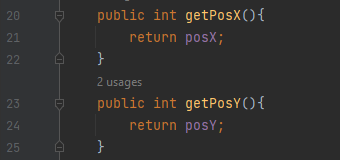 20 public int getPosX(){
21 return posX;
22 }
2 usages
23 public int getPosY(){
24 return posY;
25 }